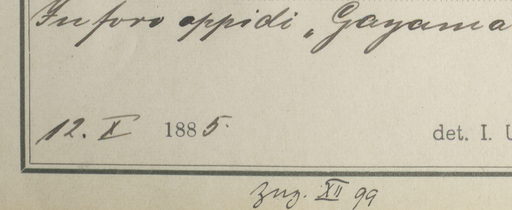 In foro oppidi „Gayama
12. X 1885. det. I. U
zug. XII 99